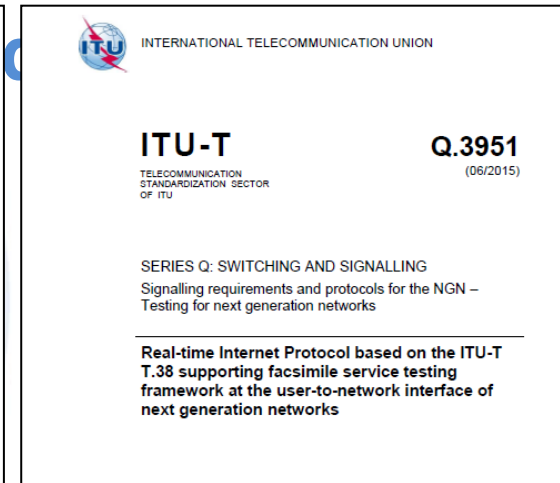 ITU
INTERNATIONAL TELECOMMUNICATION UNION
ITU-T
Q.3951
TELECOMMUNICATION
STANDARDIZATION SECTOR
OF ITU
(06/2015)
SERIES Q: SWITCHING AND SIGNALLING
Signalling requirements and protocols for the NGN –
Testing for next generation networks
Real-time Internet Protocol based on the ITU-T
T.38 supporting facsimile service testing
framework at the user-to-network interface of
next generation networks